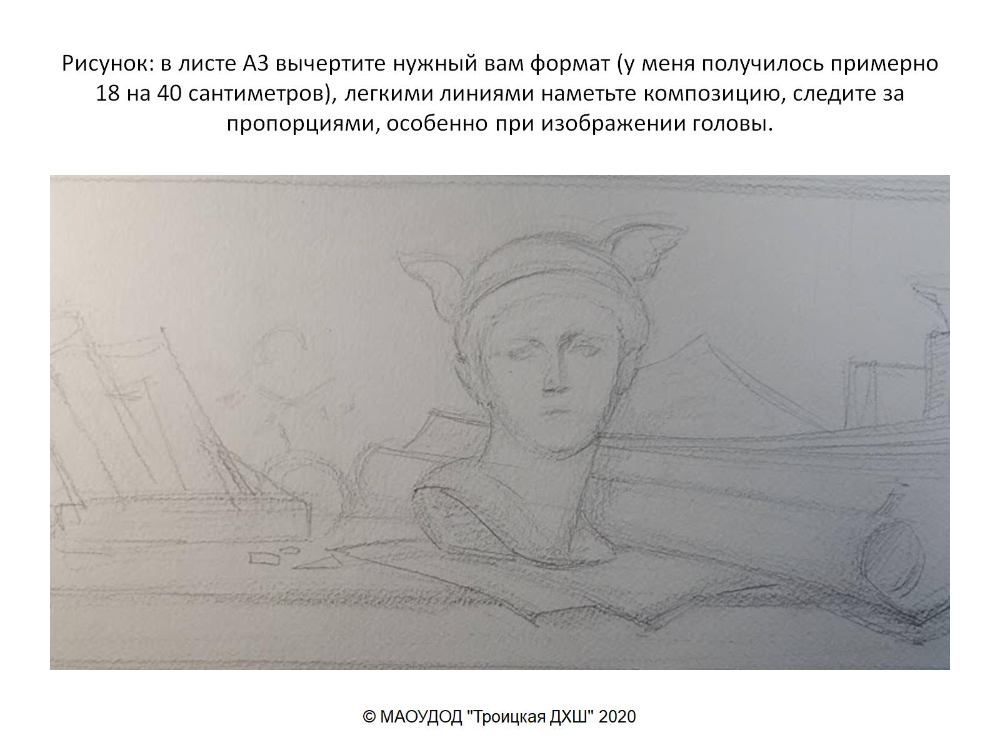 Рисунок: в листе А3 вычертите нужный вам формат (у меня получилось примерно
18 на 40 сантиметров), легкими линиями наметьте композицию, следите за
пропорциями, особенно при изображении головы.
© МАОУДОД "Троицкая ДХШ" 2020